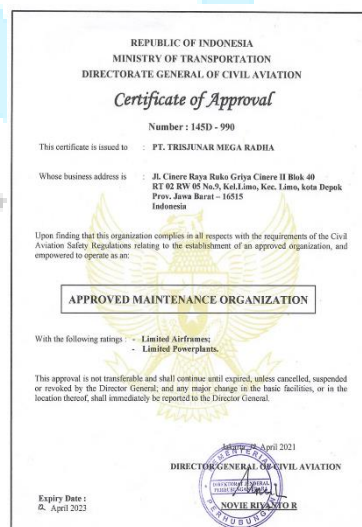 REPUBLIC OF INDONESIA
MINISTRY OF TRANSPORTATION
DIRECTORATE GENERAL OF CIVIL AVIATION
Certificate of Approval
Number : 145D - 990
This certificate is issued to : PT. TRISJUNAR MEGA RADHA
Whose business address is : Jl. Cinere Raya Ruko Griya Cinere II Blok 40
RT 02 RW 05 No.9, Kel.Limo, Kec. Limo, kota Depok
Prov. Jawa Barat – 16515
Indonesia
Upon finding that this organization complies in all respects with the requirements of the Civil
Aviation Safety Regulations relating to the establishment of an approved organization, and
empowered to operate as an:
APPROVED MAINTENANCE ORGANIZATION
With the following ratings : - Limited Airframes;
- Limited Powerplants.
This approval is not transferable and shall continue until expired, unless cancelled, suspended
or revoked by the Director General; and any major change in the basic facilities, or in the
location thereof, shall immediately be reported to the Director General.
Jakarta April 2021
DIRECTOR GENERAL OF CIVIL AVIATION
KEMENTERIAN
DIREKTORAT JENDERAL
PERHUBUNGAN UDARA
Expiry Date :
April 2023
NOVIE RIYANTO R
PERHUBUNGAN